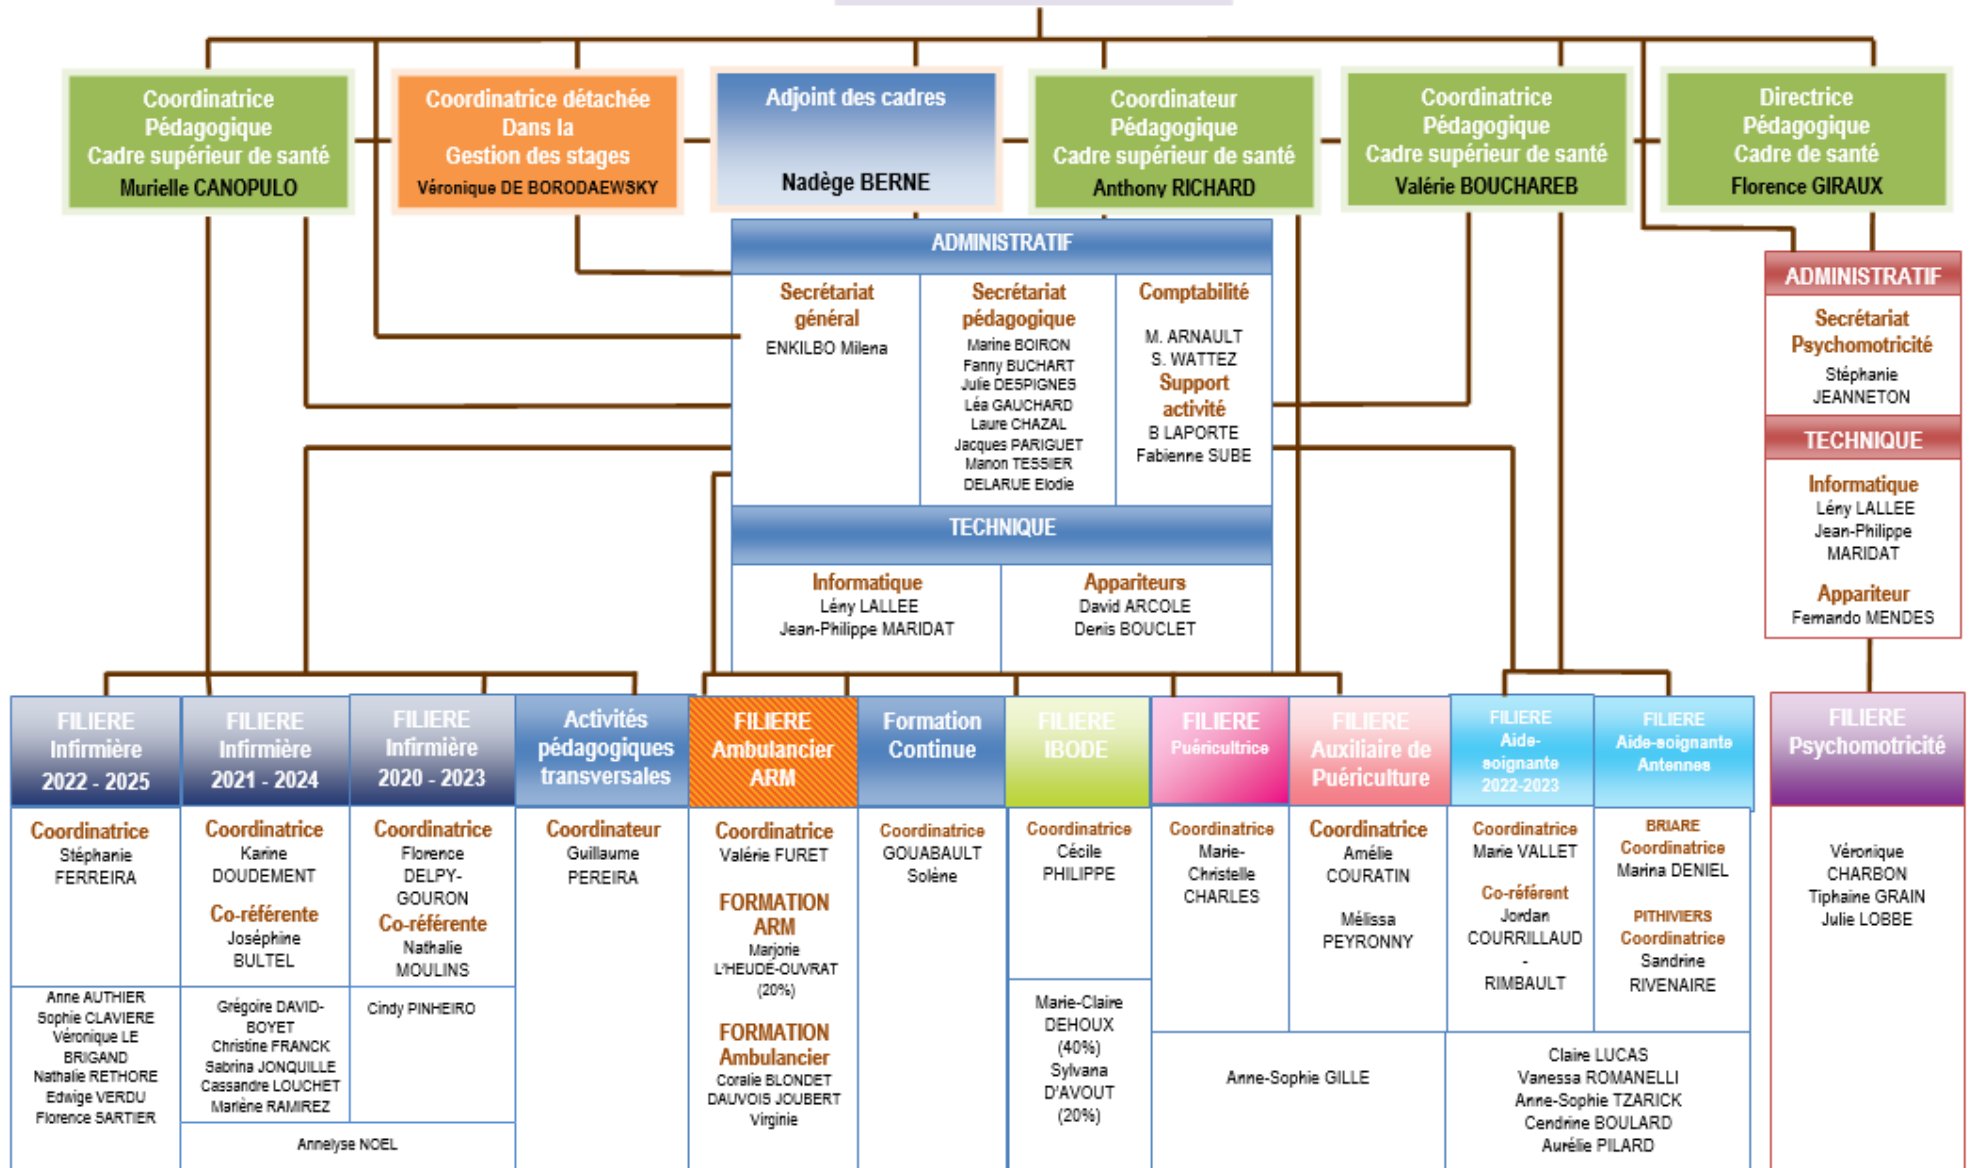 Coordinatrice
Pédagogique
Cadre supérieur de santé
Murielle CANOPULO
Coordinatrice détachée
Dans la
Gestion des stages
Véronique DE BORODAEWSKY
Adjoint des cadres
Nadège BERNE
Coordinateur
Pédagogique
Cadre supérieur de santé
Anthony RICHARD
Coordinatrice
Pédagogique
Cadre supérieur de santé
Valérie BOUCHAREB
Directrice
Pédagogique
Cadre de santé
Florence GIRAUX
ADMINISTRATIF
Secrétariat
général
ENKILBO Milena
Secrétariat
pédagogique
Marine BOIRON
Fanny BUCHART
Julie DESPIGNES
Léa GAUCHARD
Laure CHAZAL
Jacques PARIGUET
Manon TESSIER
DELARUE Elodie
Comptabilité
M. ARNAULT
S. WATTEZ
Support
activité
B LAPORTE
Fabienne SUBE
TECHNIQUE
Informatique
Lény LALLEE
Jean-Philippe MARIDAT
Appariteurs
David ARCOLE
Denis BOUCLET
ADMINISTRATIF
Secrétariat
Psychomotricité
Stéphanie
JEANNETON
TECHNIQUE
Informatique
Lény LALLEE
Jean-Philippe
MARIDAT
Appariteur
Fernando MENDES
FILIERE
Infirmière
2022 - 2025
Coordinatrice
Stéphanie
FERREIRA
Anne AUTHIER
Sophie CLAVIERE
Véronique LE
BRIGAND
Nathalie RETHORE
Edwige VERDU
Florence SARTIER
FILIERE
Infirmière
2021 - 2024
Coordinatrice
Karine
DOUDEMENT
Co-référente
Joséphine
BULTEL
Grégoire DAVID-
BOYET
Christine FRANCK
Sabrina JONQUILLE
Cassandre LOUCHET
Marlène RAMIREZ
FILIERE
Infirmière
2020 - 2023
Coordinatrice
Florence
DELPY-
GOURON
Co-référente
Nathalie
MOULINS
Cindy PINHEIRO
Annelyse NOEL
Activités
pédagogiques
transversales
Coordinateur
Guillaume
PEREIRA
FILIERE
Ambulancier
ARM
Coordinatrice
Valérie FURET
FORMATION
ARM
Marjorie
L'HEUDE-OUVRAT
(20%)
FORMATION
Ambulancier
Coralie BLONDET
DAUVOIS JOUBERT
Virginie
Formation
Continue
Coordinatrice
GOUABAULT
Solène
FILIERE
IBODE
Coordinatrice
Cécile
PHILIPPE
Marie-Claire
DEHOUX
(40%)
Sylvana
D'AVOUT
(20%)
FILIERE
Puéricultrice
Coordinatrice
Marie-
Christelle
CHARLES
FILIERE
Auxiliaire de
Puériculture
Coordinatrice
Amélie
COURATIN
Mélissa
PEYRONNY
Anne-Sophie GILLE
FILIERE
Aide-
soignante
2022-2023
Coordinatrice
Marie VALLET
Co-référent
Jordan
COURRILLAUD
-
RIMBAULT
FILIERE
Aide-soignante
Antennes
BRIARE
Coordinatrice
Marina DENIEL
PITHIVIERS
Coordinatrice
Sandrine
RIVENAIRE
Claire LUCAS
Vanessa ROMANELLI
Anne-Sophie TZARICK
Cendrine BOULARD
Aurélie PILARD
FILIERE
Psychomotricité
Véronique
CHARBON
Tiphaine GRAIN
Julie LOBBE